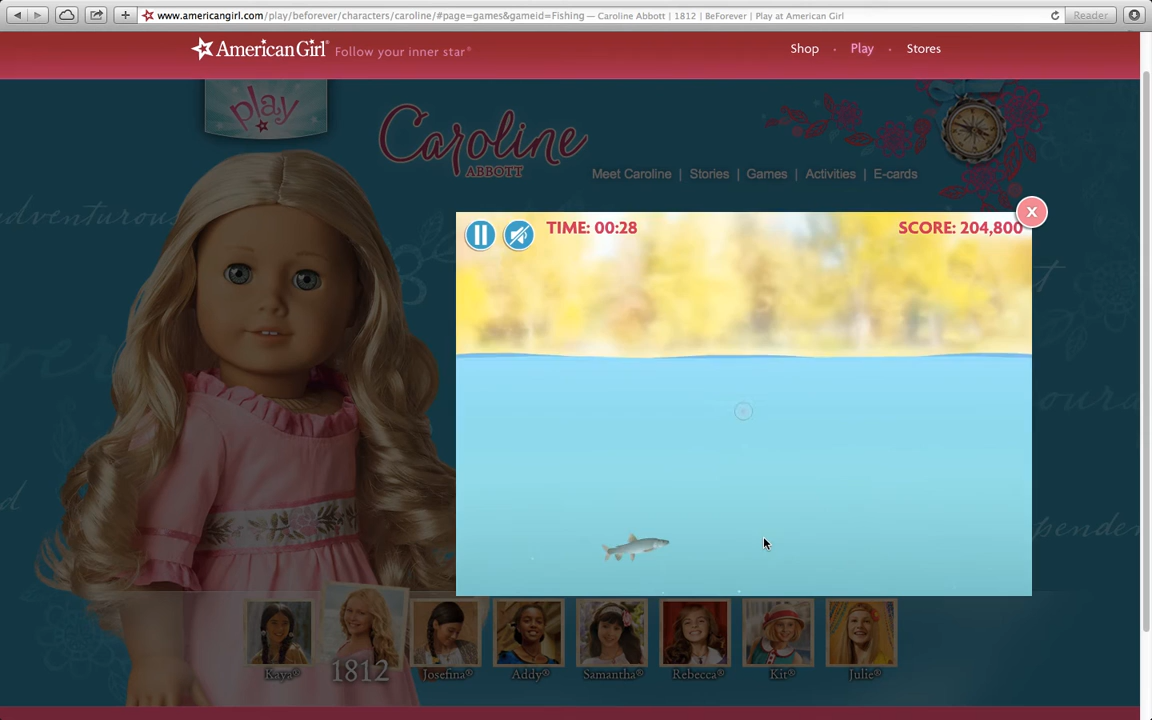 www.americangirl.com/play/beforever/characters/caroline/#page=games&gameid=Fishing — Caroline Abbott | 1812 | BeForever | Play at American Girl
Reader
AmericanGirl® Follow your inner star®
Shop · Play · Stores
play
Caroline
ABBOTT
Meet Caroline | Stories | Games | Activities | E-cards
adventurous
TIME: 00:28
SCORE: 204,800
X
Kaya® 1812 Josefina® Addy® Samantha® Rebecca® Kit® Julie®